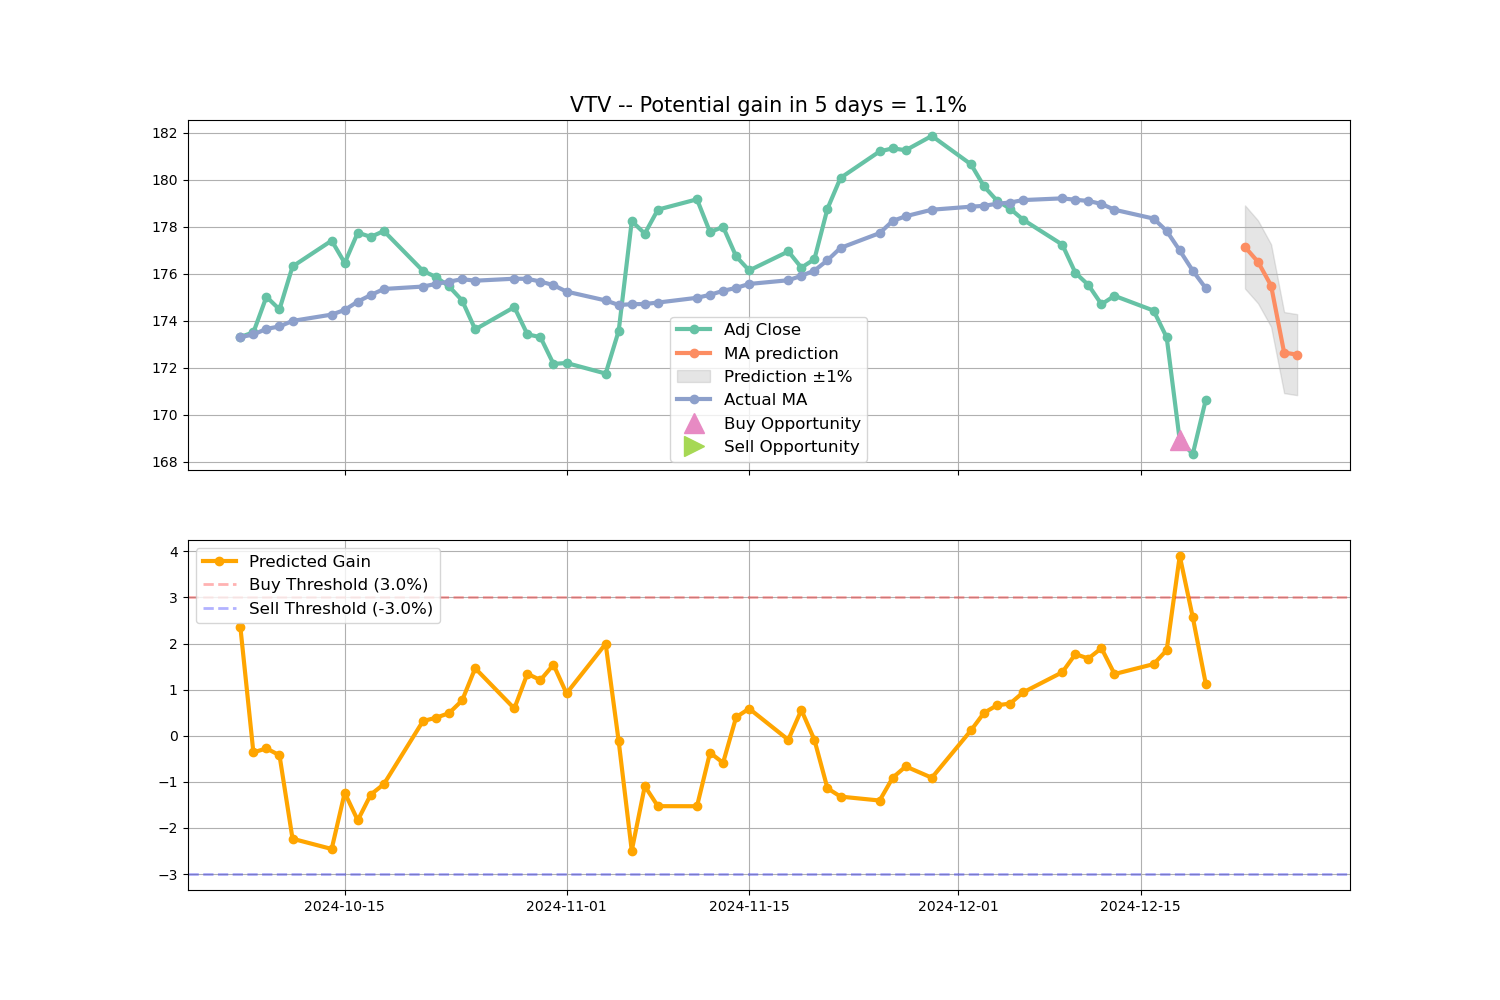 VTV -- Potential gain in 5 days = 1.1%
182
180
178
176
174
172
170
168
Adj Close
MA prediction
Prediction ±1%
Actual MA
Buy Opportunity
Sell Opportunity
4
3
2
1
0
−1
−2
−3
Predicted Gain
Buy Threshold (3.0%)
Sell Threshold (-3.0%)
2024-10-15
2024-11-01
2024-11-15
2024-12-01
2024-12-15